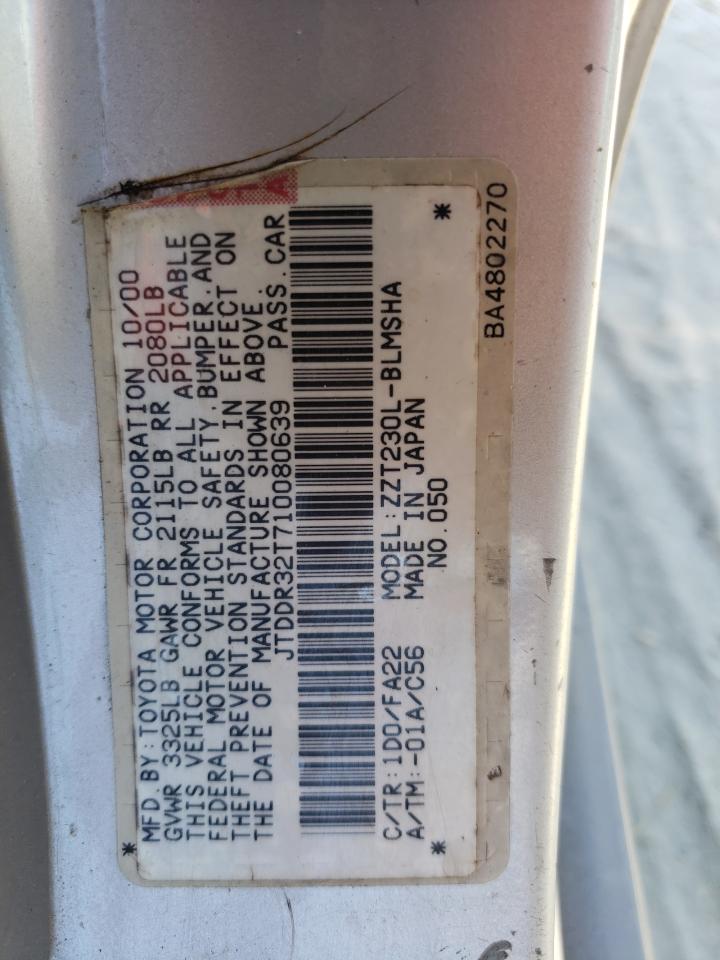 MFD. BY: TOYOTA MOTOR CORPORATION 10/00
GVWR 3325LB GAWR FR 2115LB RR 2080LB
THIS VEHICLE CONFORMS TO ALL APPLICABLE
FEDERAL MOTOR VEHICLE SAFETY, BUMPER, AND
THEFT PREVENTION STANDARDS IN EFFECT ON
THE DATE OF MANUFACTURE SHOWN ABOVE.
JTDDR32T710080639 PASS. CAR
C/TR: 1D0/FA22 MODEL: ZZT230L-BLMSHA
A/TM: -01A/C56 MADE IN JAPAN
NO. 050
BA4802270